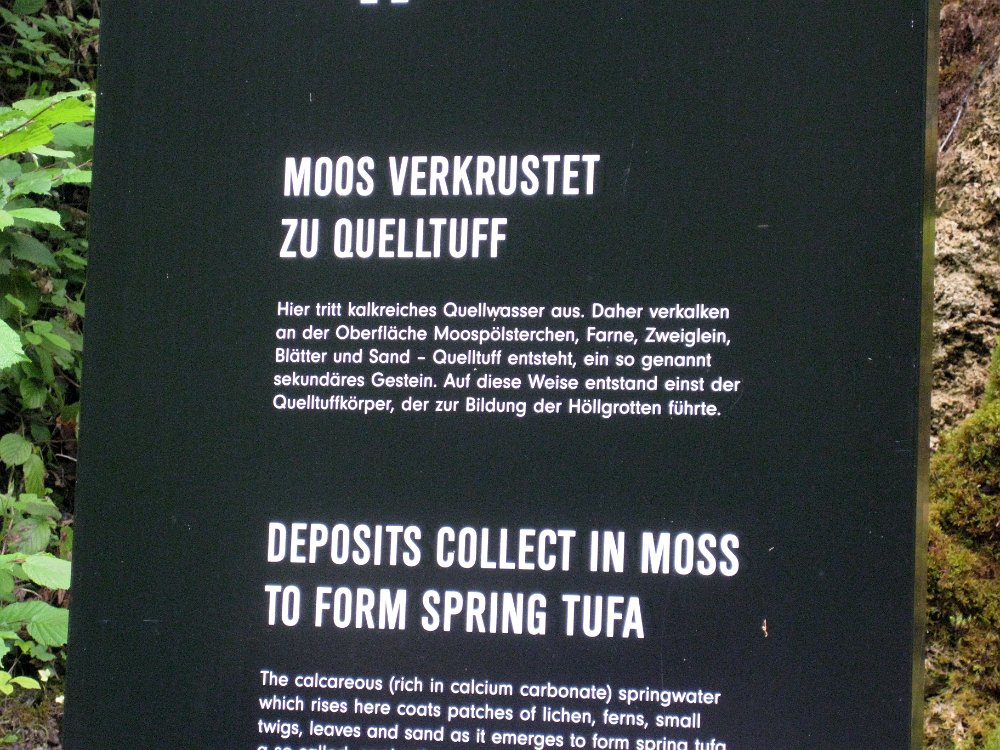 MOOS VERKRUSTET
ZU QUELLTUFF
Hier tritt kalkreiches Quellwasser aus. Daher verkalken
an der Oberfläche Moospölsterchen, Farne, Zweiglein,
Blätter und Sand – Quelltuff entsteht, ein so genannt
sekundäres Gestein. Auf diese Weise entstand einst der
Quelltuffkörper, der zur Bildung der Höllgrotten führte.
DEPOSITS COLLECT IN MOSS
TO FORM SPRING TUFA
The calcareous (rich in calcium carbonate) springwater
which rises here coats patches of lichen, ferns, small
twigs, leaves and sand as it emerges to form spring tufa